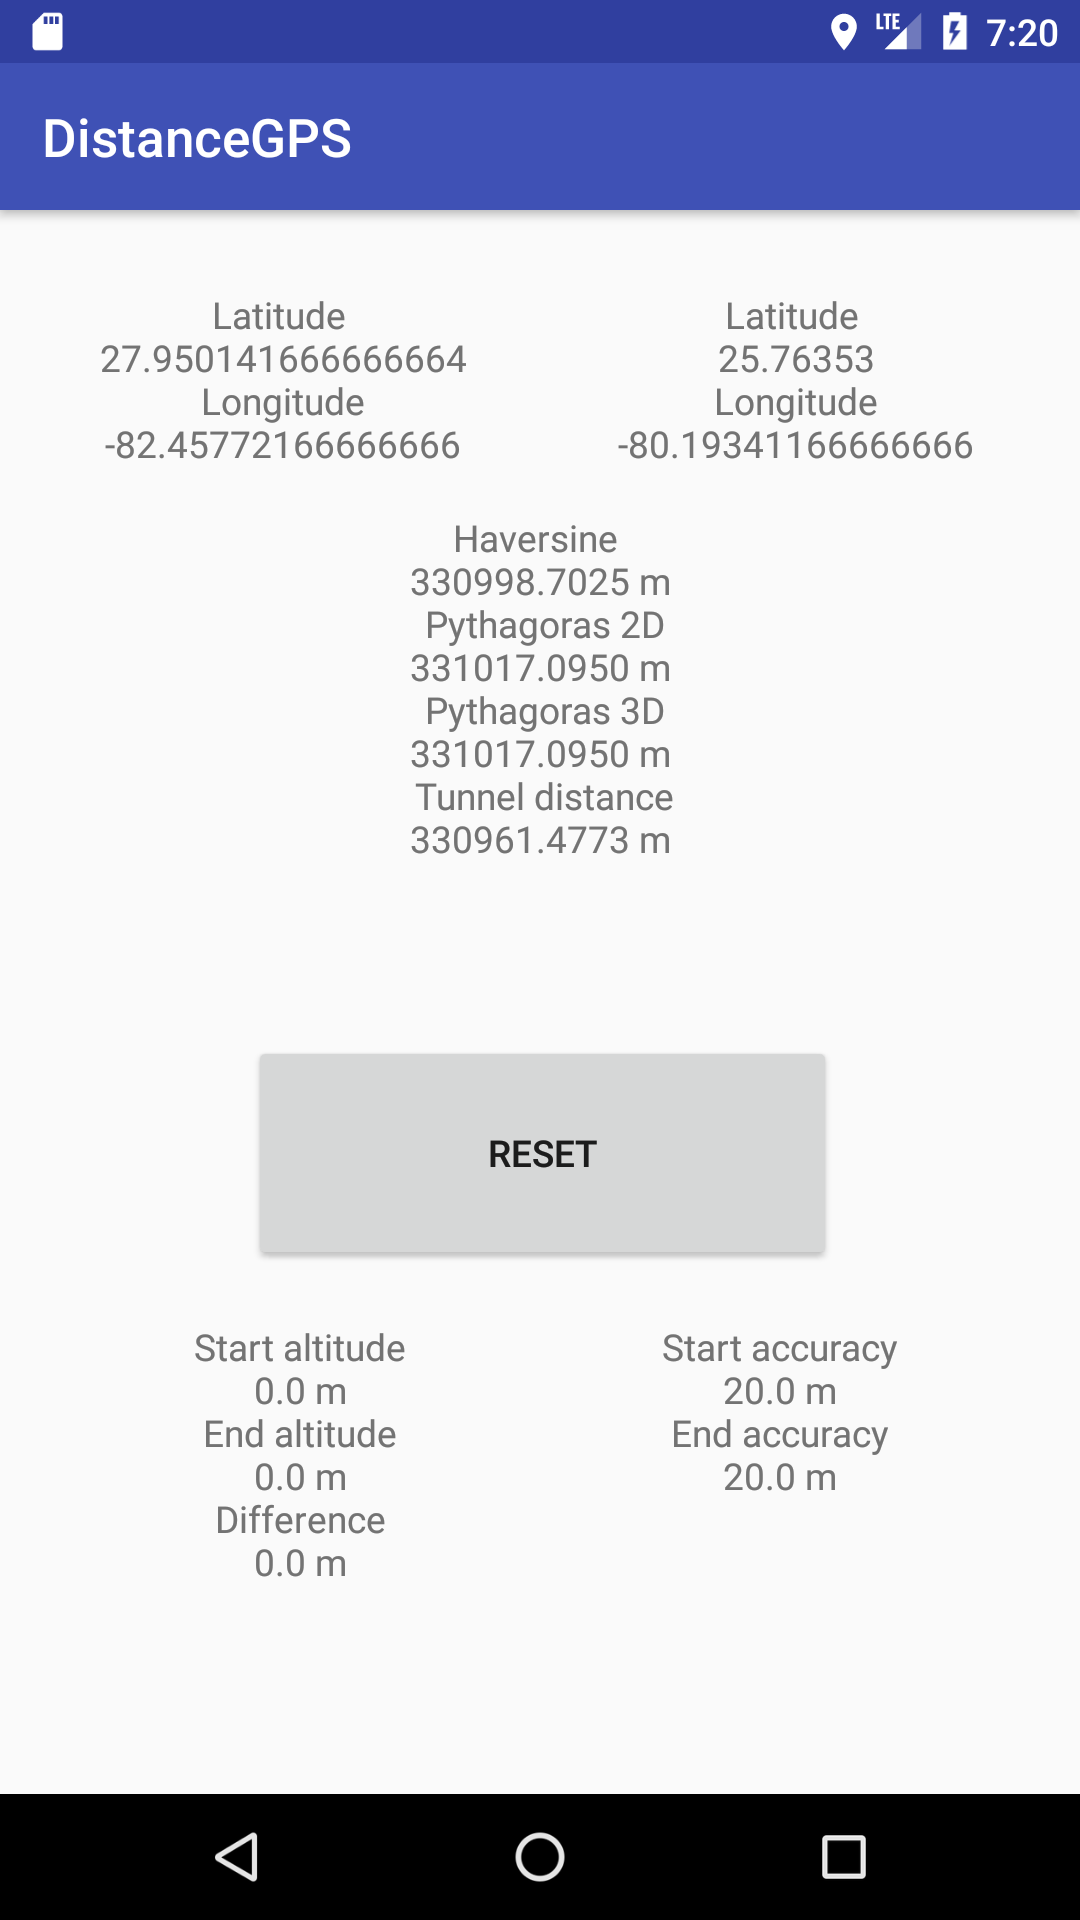 LTE 7:20
DistanceGPS
Latitude
27.950141666666664
Longitude
-82.45772166666666
Latitude
25.76353
Longitude
-80.19341166666666
Haversine
330998.7025 m
Pythagoras 2D
331017.0950 m
Pythagoras 3D
331017.0950 m
Tunnel distance
330961.4773 m
RESET
Start altitude
0.0 m
End altitude
0.0 m
Difference
0.0 m
Start accuracy
20.0 m
End accuracy
20.0 m